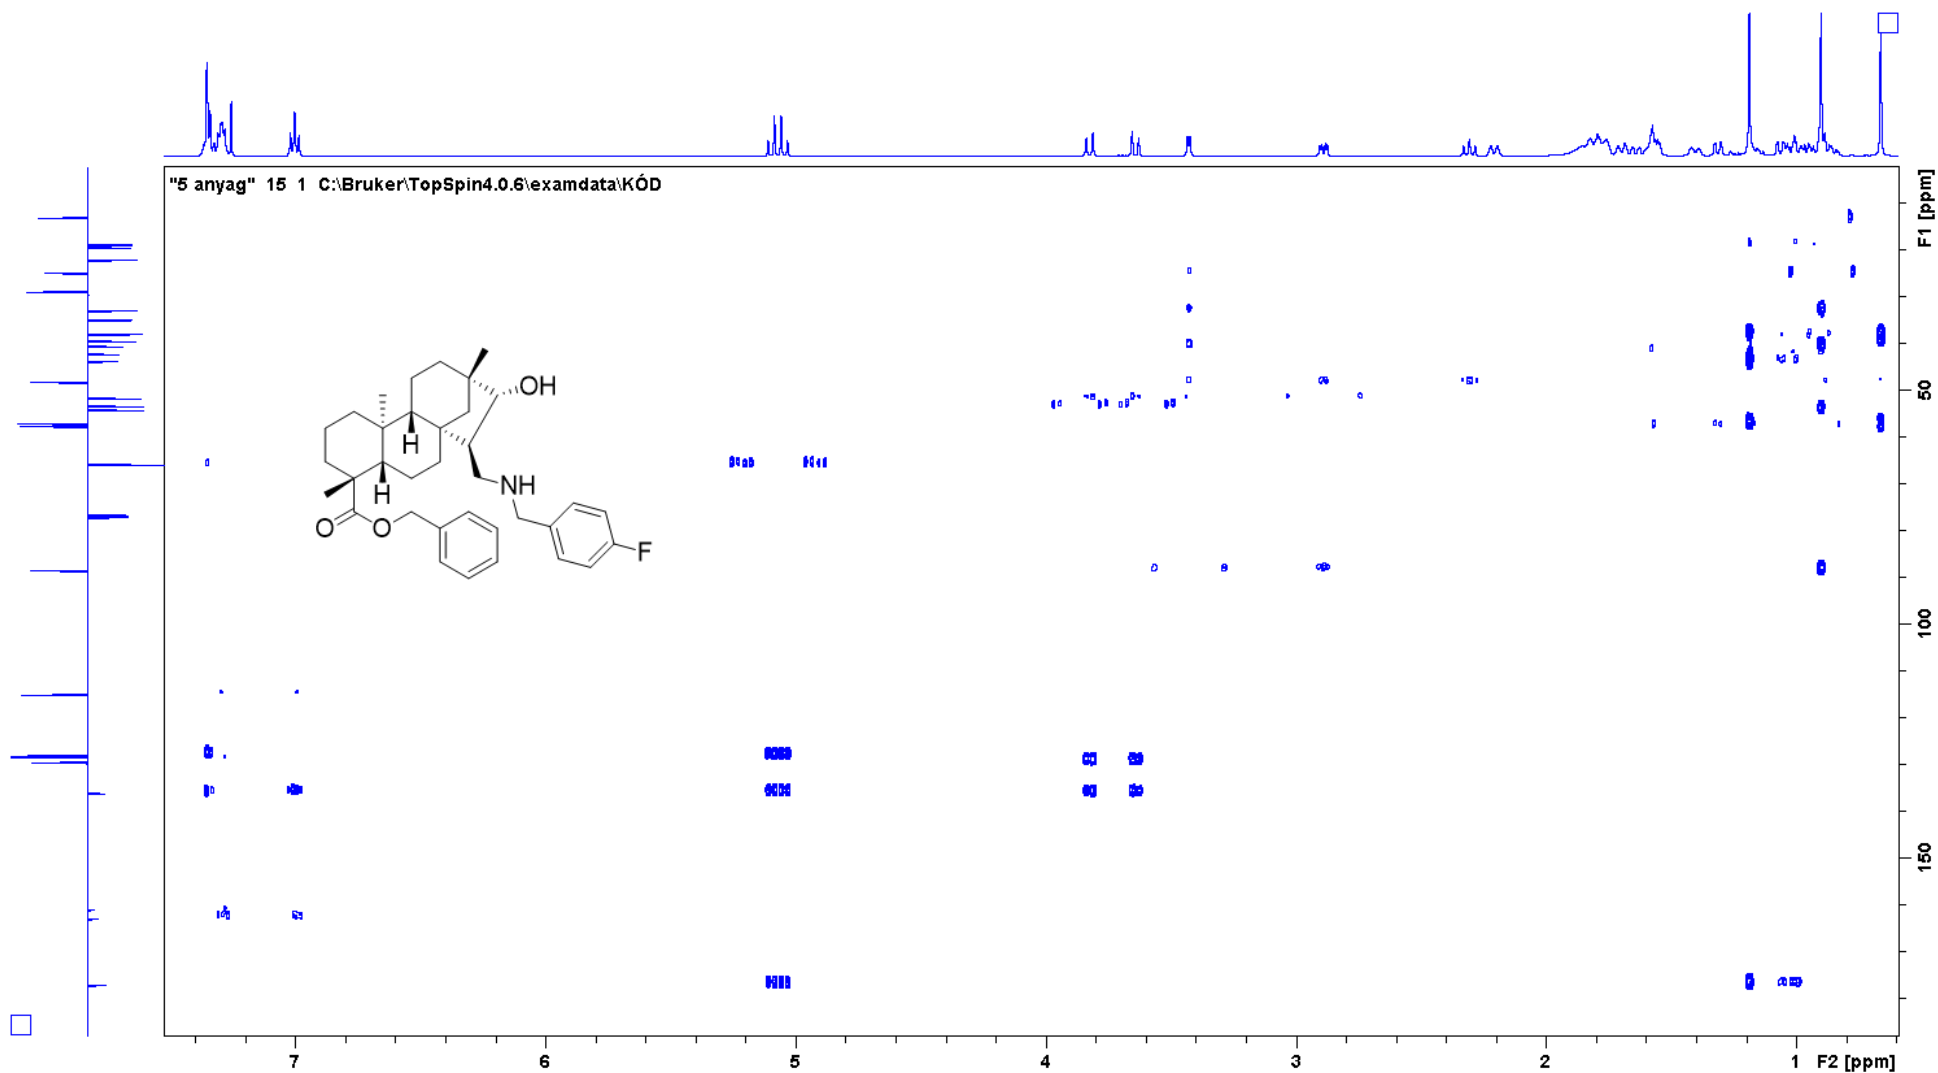 "5 anyag" 15 1 C:\Bruker\TopSpin4.0.6\examdata\KÓD
F1 [ppm]
50
100
150
OH
H
H
NH
O
O
F
7
6
5
4
3
2
1
F2 [ppm]